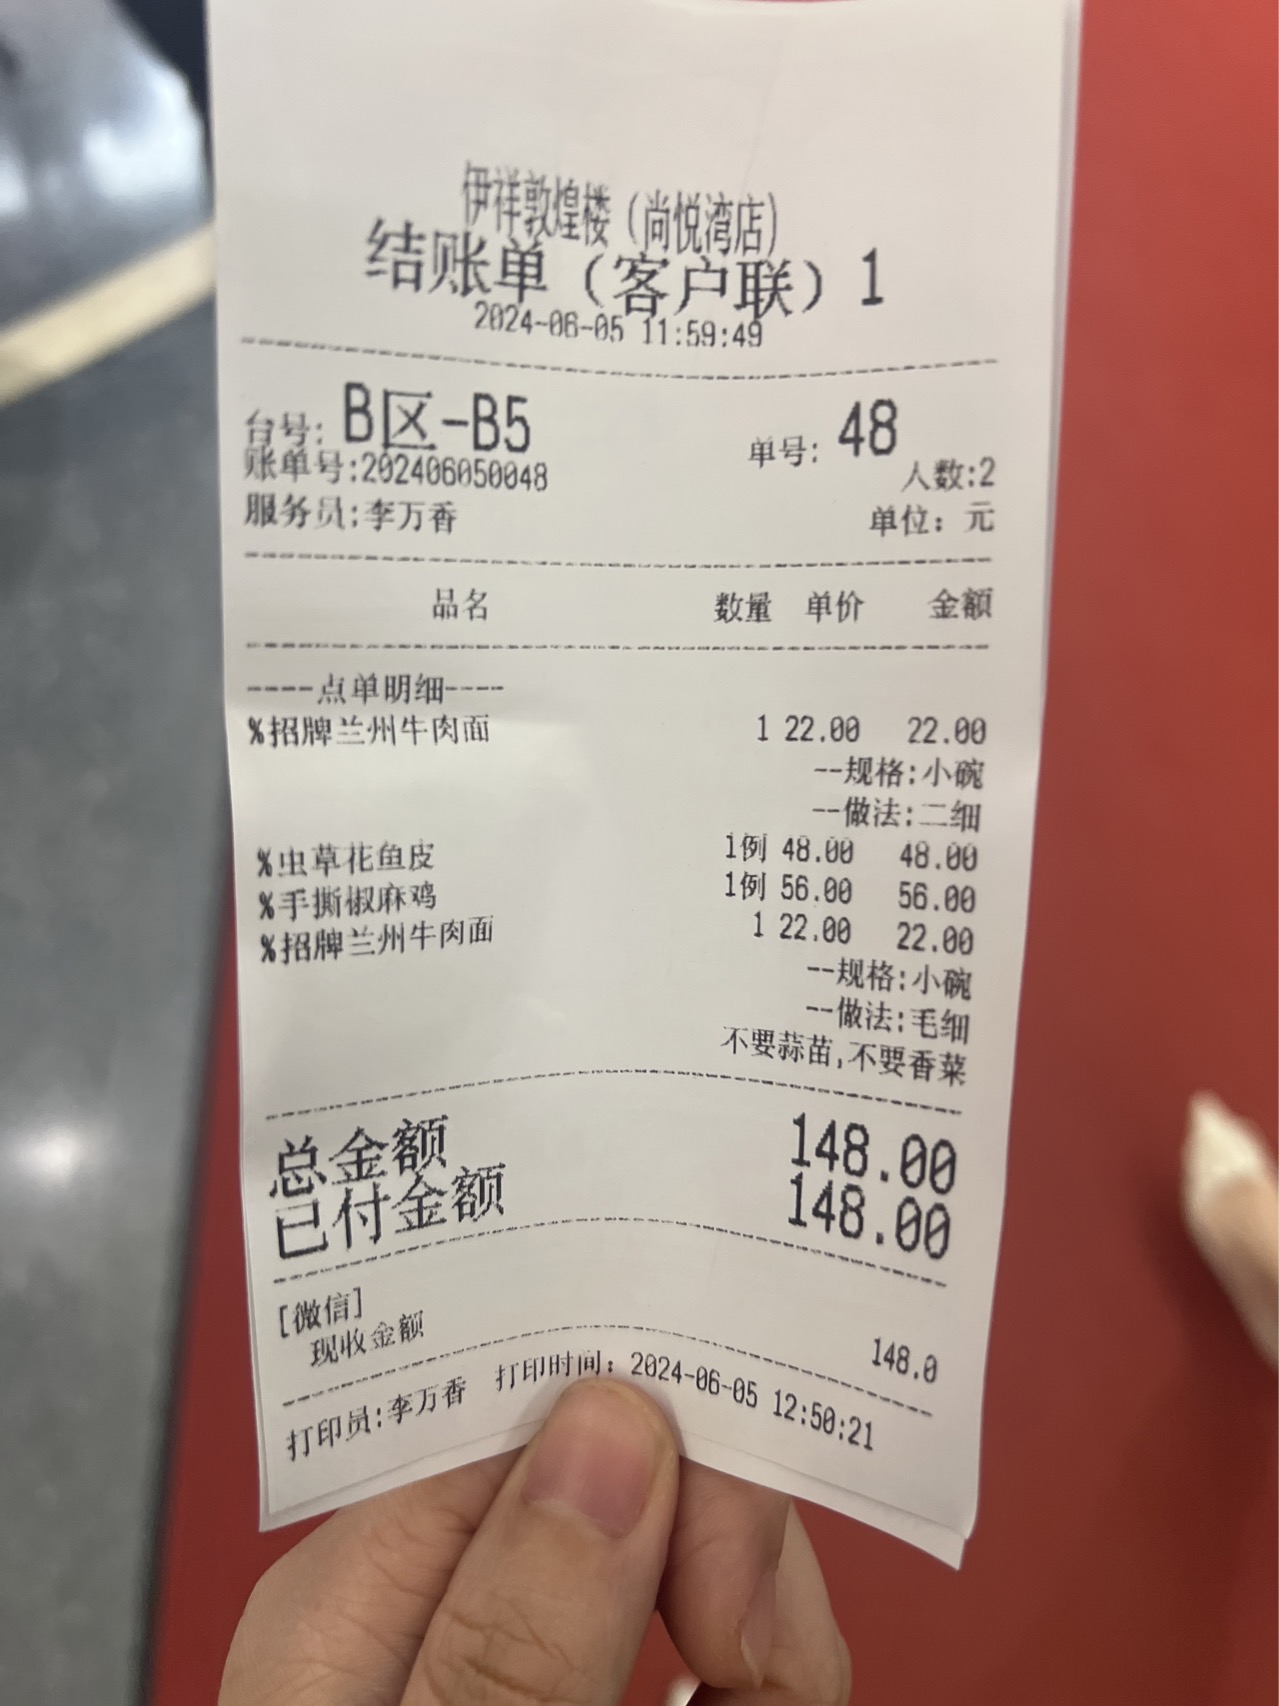 伊祥敦煌楼（尚悦湾店）
结账单（客户联）1
2024-06-05 11:59:49
台号: B区-B5 单号: 48
账单号:202406050048 人数:2
服务员:李万香 单位: 元
品名 数量 单价 金额
----点单明细----
%招牌兰州牛肉面 1 22.00 22.00
--规格:小碗
--做法:二细
%虫草花鱼皮 1例 48.00 48.00
%手撕椒麻鸡 1例 56.00 56.00
%招牌兰州牛肉面 1 22.00 22.00
--规格:小碗
--做法:毛细
不要蒜苗,不要香菜
总金额 148.00
已付金额 148.00
[微信]
现收金额 148.0
打印员:李万香 打印时间: 2024-06-05 12:50:21